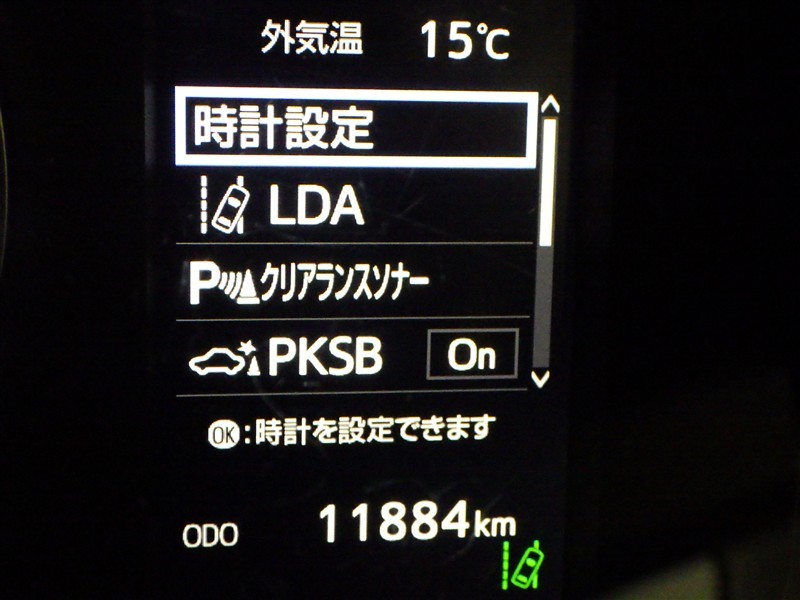 外気温 15℃
時計設定
LDA
Pクリアランスソナー
PKSB On
OK:時計を設定できます
ODO 11884km